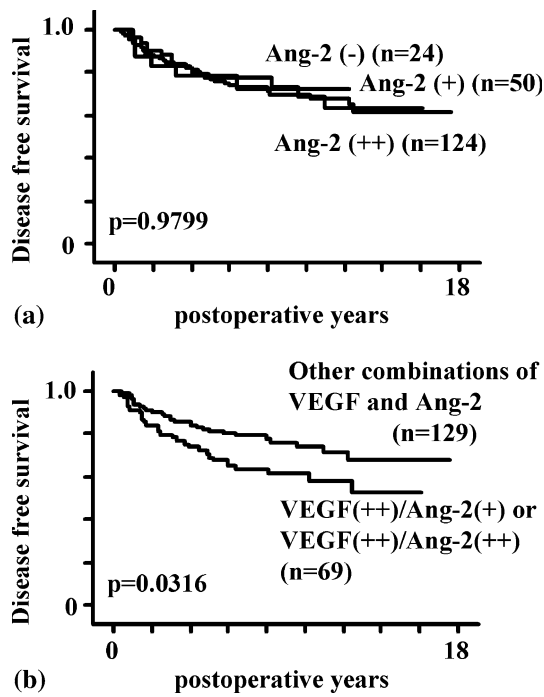 1.0
Disease free survival
0
Ang-2 (-) (n=24)
Ang-2 (+) (n=50)
Ang-2 (++) (n=124)
p=0.9799
0
18
(a)
postoperative years
1.0
Disease free survival
0
Other combinations of
VEGF and Ang-2
(n=129)
VEGF(++)/Ang-2(+) or
VEGF(++)/Ang-2(++)
(n=69)
p=0.0316
0
18
(b)
postoperative years